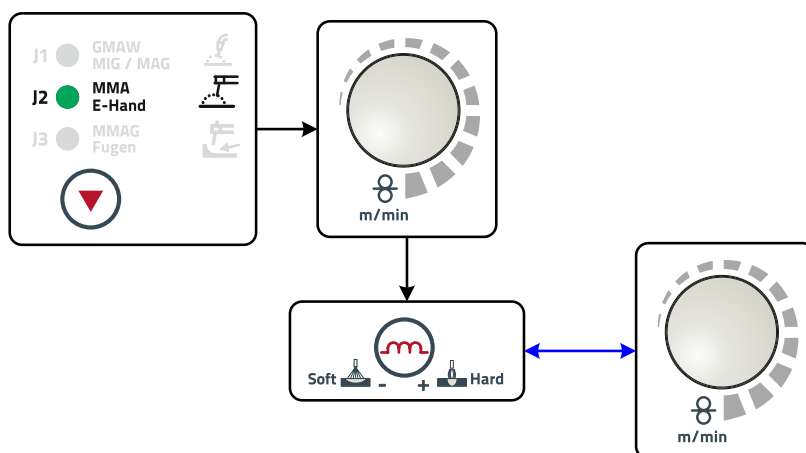 J1 GMAW
MIG / MAG
J2 MMA
E-Hand
J3 MMAG
Fugen
m/min
Soft - + Hard
m/min